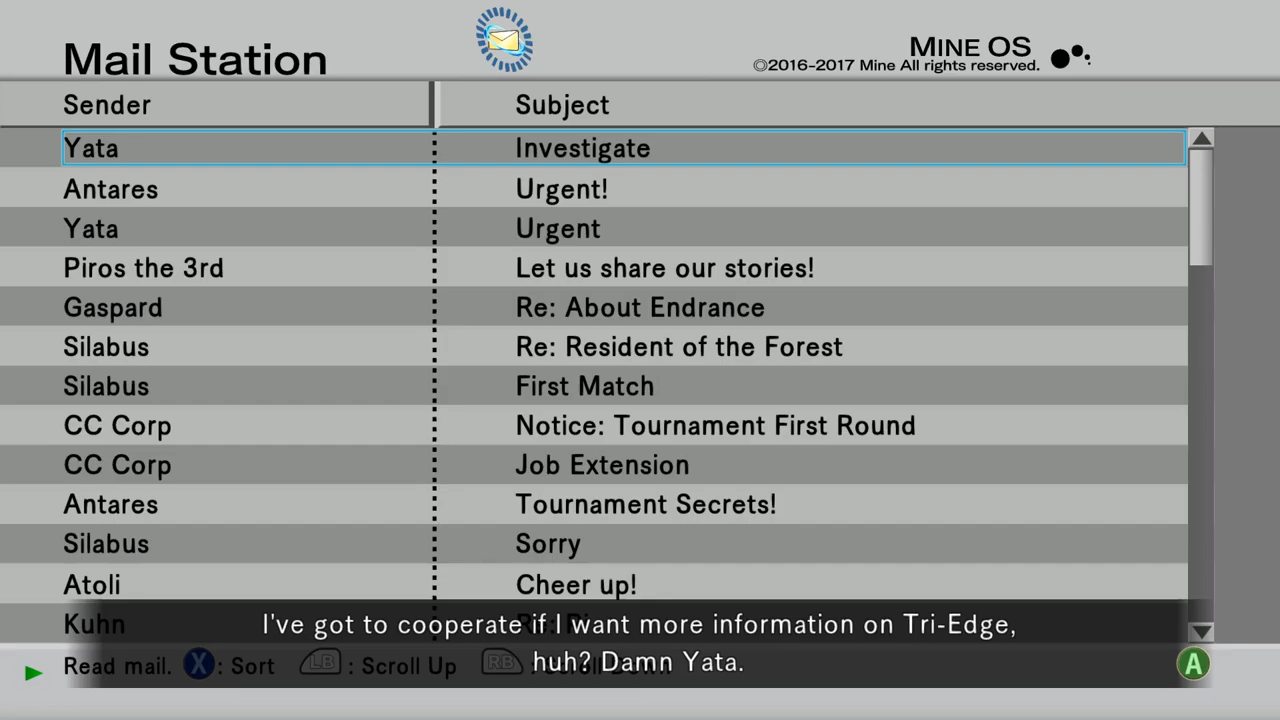 Mail Station
MINE OS
©2016-2017 Mine All rights reserved.
Sender Subject
Yata Investigate
Antares Urgent!
Yata Urgent
Piros the 3rd Let us share our stories!
Gaspard Re: About Endrance
Silabus Re: Resident of the Forest
Silabus First Match
CC Corp Notice: Tournament First Round
CC Corp Job Extension
Antares Tournament Secrets!
Silabus Sorry
Atoli Cheer up!
Kuhn
I've got to cooperate if I want more information on Tri-Edge,
huh? Damn Yata.
Read mail. X : Sort LB : Scroll Up RB : Scroll Down
A